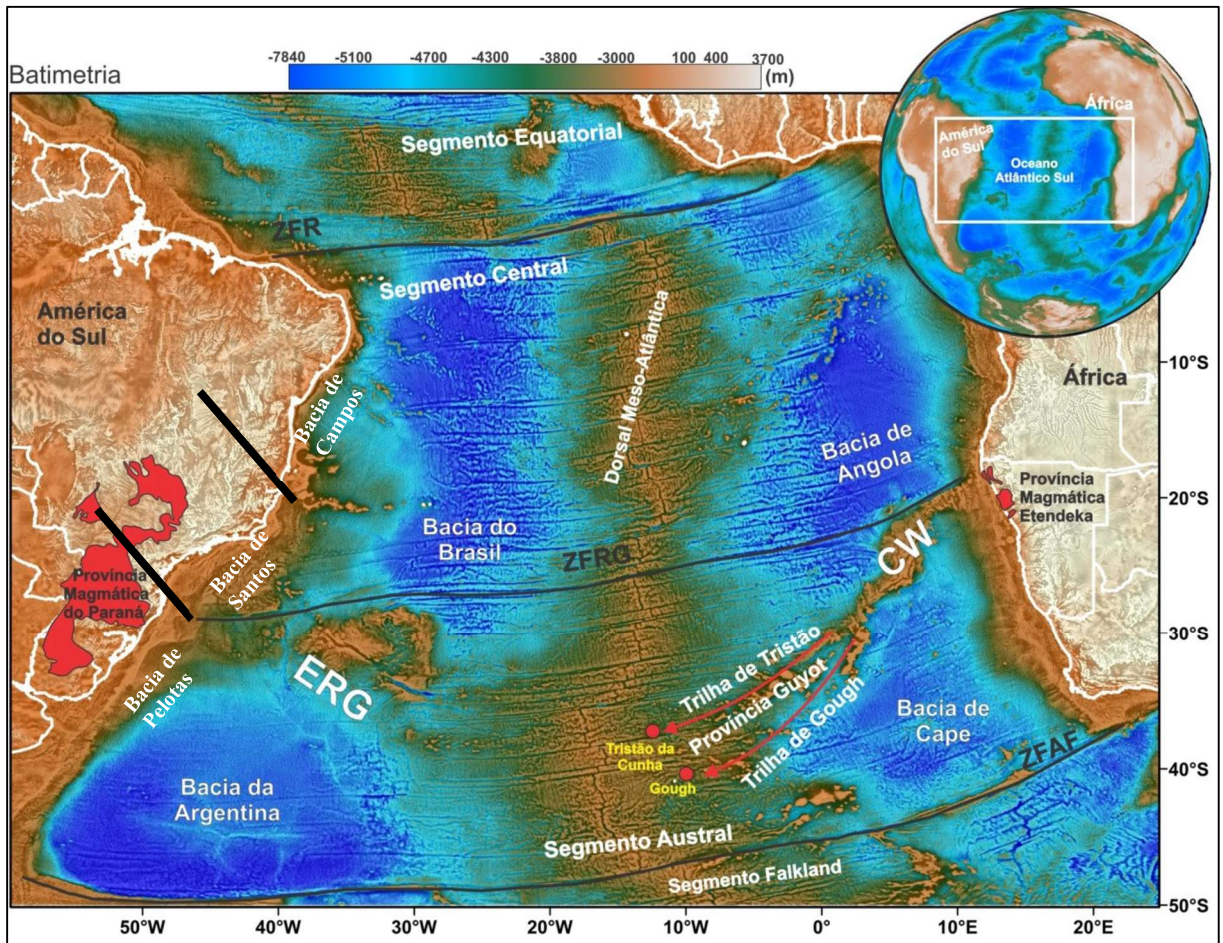 Batimetria
-7840 -5100 -4700 -4300 -3800 -3000 100 400 3700
(m)
África
América
do Sul
Oceano
Atlântico Sul
Segmento Equatorial
ZFR
Segmento Central
América
do Sul
Dorsal Meso-Atlântica
Bacia de
Campos
África
Bacia de
Angola
Bacia do
Brasil
Província
Magmática
Etendeka
ZFRG
CW
Bacia de
Santos
Província
Magmática
do Paraná
Bacia de
Pelotas
ERG
Trilha de Tristão
Província Guyot
Trilha de Gough
Tristão da
Cunha
Gough
Bacia de
Cape
ZFAF
Bacia da
Argentina
Segmento Austral
Segmento Falkland
10°S
20°S
30°S
40°S
50°S
50°W 40°W 30°W 20°W 10°W 0° 10°E 20°E